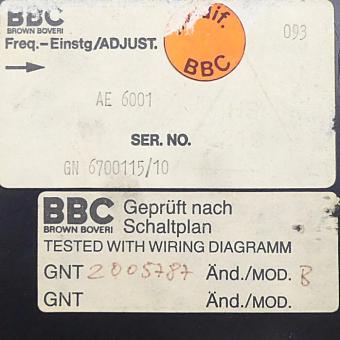 BBC
BROWN BOVERI
Freq.-Einstg/ADJUST.
BBC
093
AE 6001
SER. NO.
GN 6700115/10
BBC Geprüft nach
BROWN BOVERI Schaltplan
TESTED WITH WIRING DIAGRAMM
GNT 2005787 Änd./MOD. B
GNT Änd./MOD.